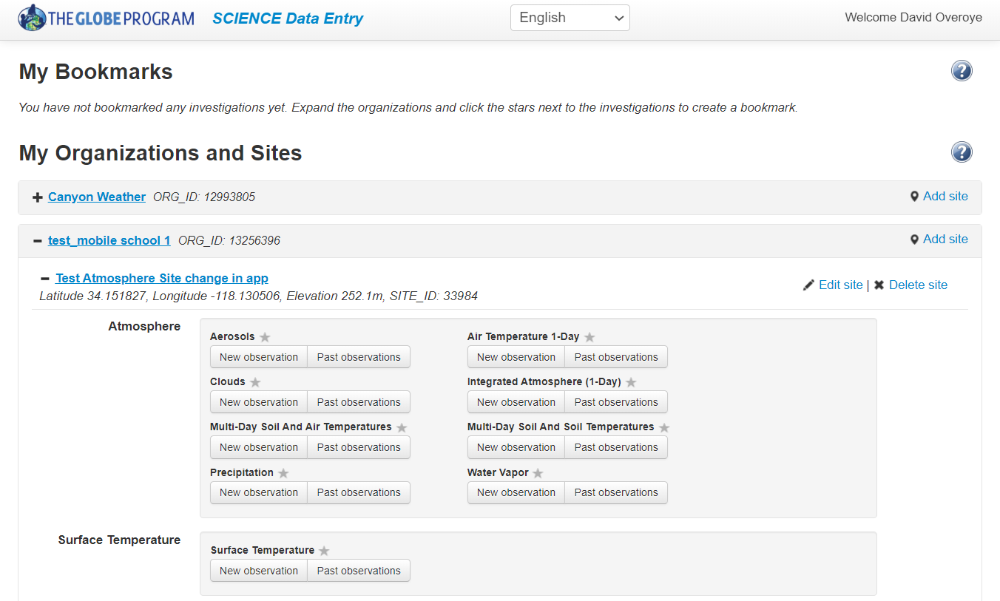 THE GLOBE PROGRAM SCIENCE Data Entry English Welcome David Overoye
My Bookmarks ?
You have not bookmarked any investigations yet. Expand the organizations and click the stars next to the investigations to create a bookmark.
My Organizations and Sites ?
Canyon Weather ORG_ID: 12993805 Add site
test_mobile school 1 ORG_ID: 13256396 Add site
Test Atmosphere Site change in app
Edit site | Delete site
Latitude 34.151827, Longitude -118.130506, Elevation 252.1m, SITE_ID: 33984
Atmosphere
Aerosols Air Temperature 1-Day
New observation Past observations New observation Past observations
Clouds Integrated Atmosphere (1-Day)
New observation Past observations New observation Past observations
Multi-Day Soil And Air Temperatures Multi-Day Soil And Soil Temperatures
New observation Past observations New observation Past observations
Precipitation Water Vapor
New observation Past observations New observation Past observations
Surface Temperature
Surface Temperature
New observation Past observations